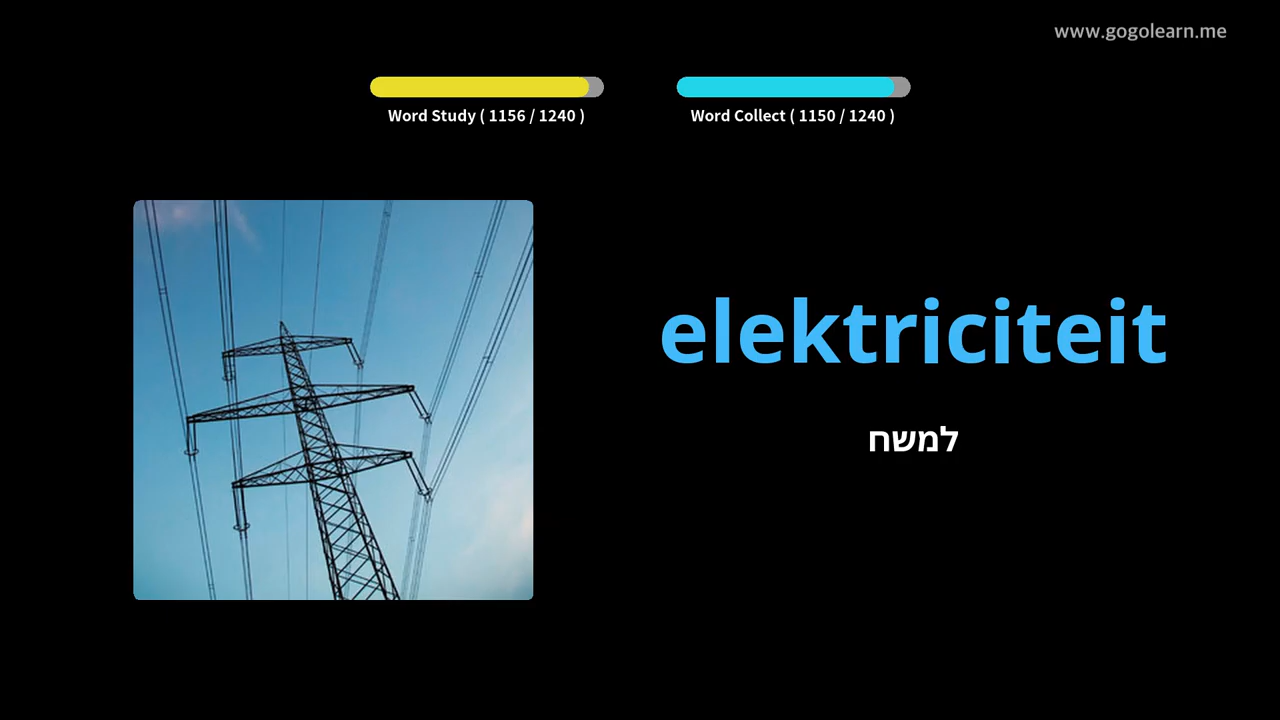 www.gogolearn.me
Word Study ( 1156 / 1240 )
Word Collect ( 1150 / 1240 )
elektriciteit
למשח